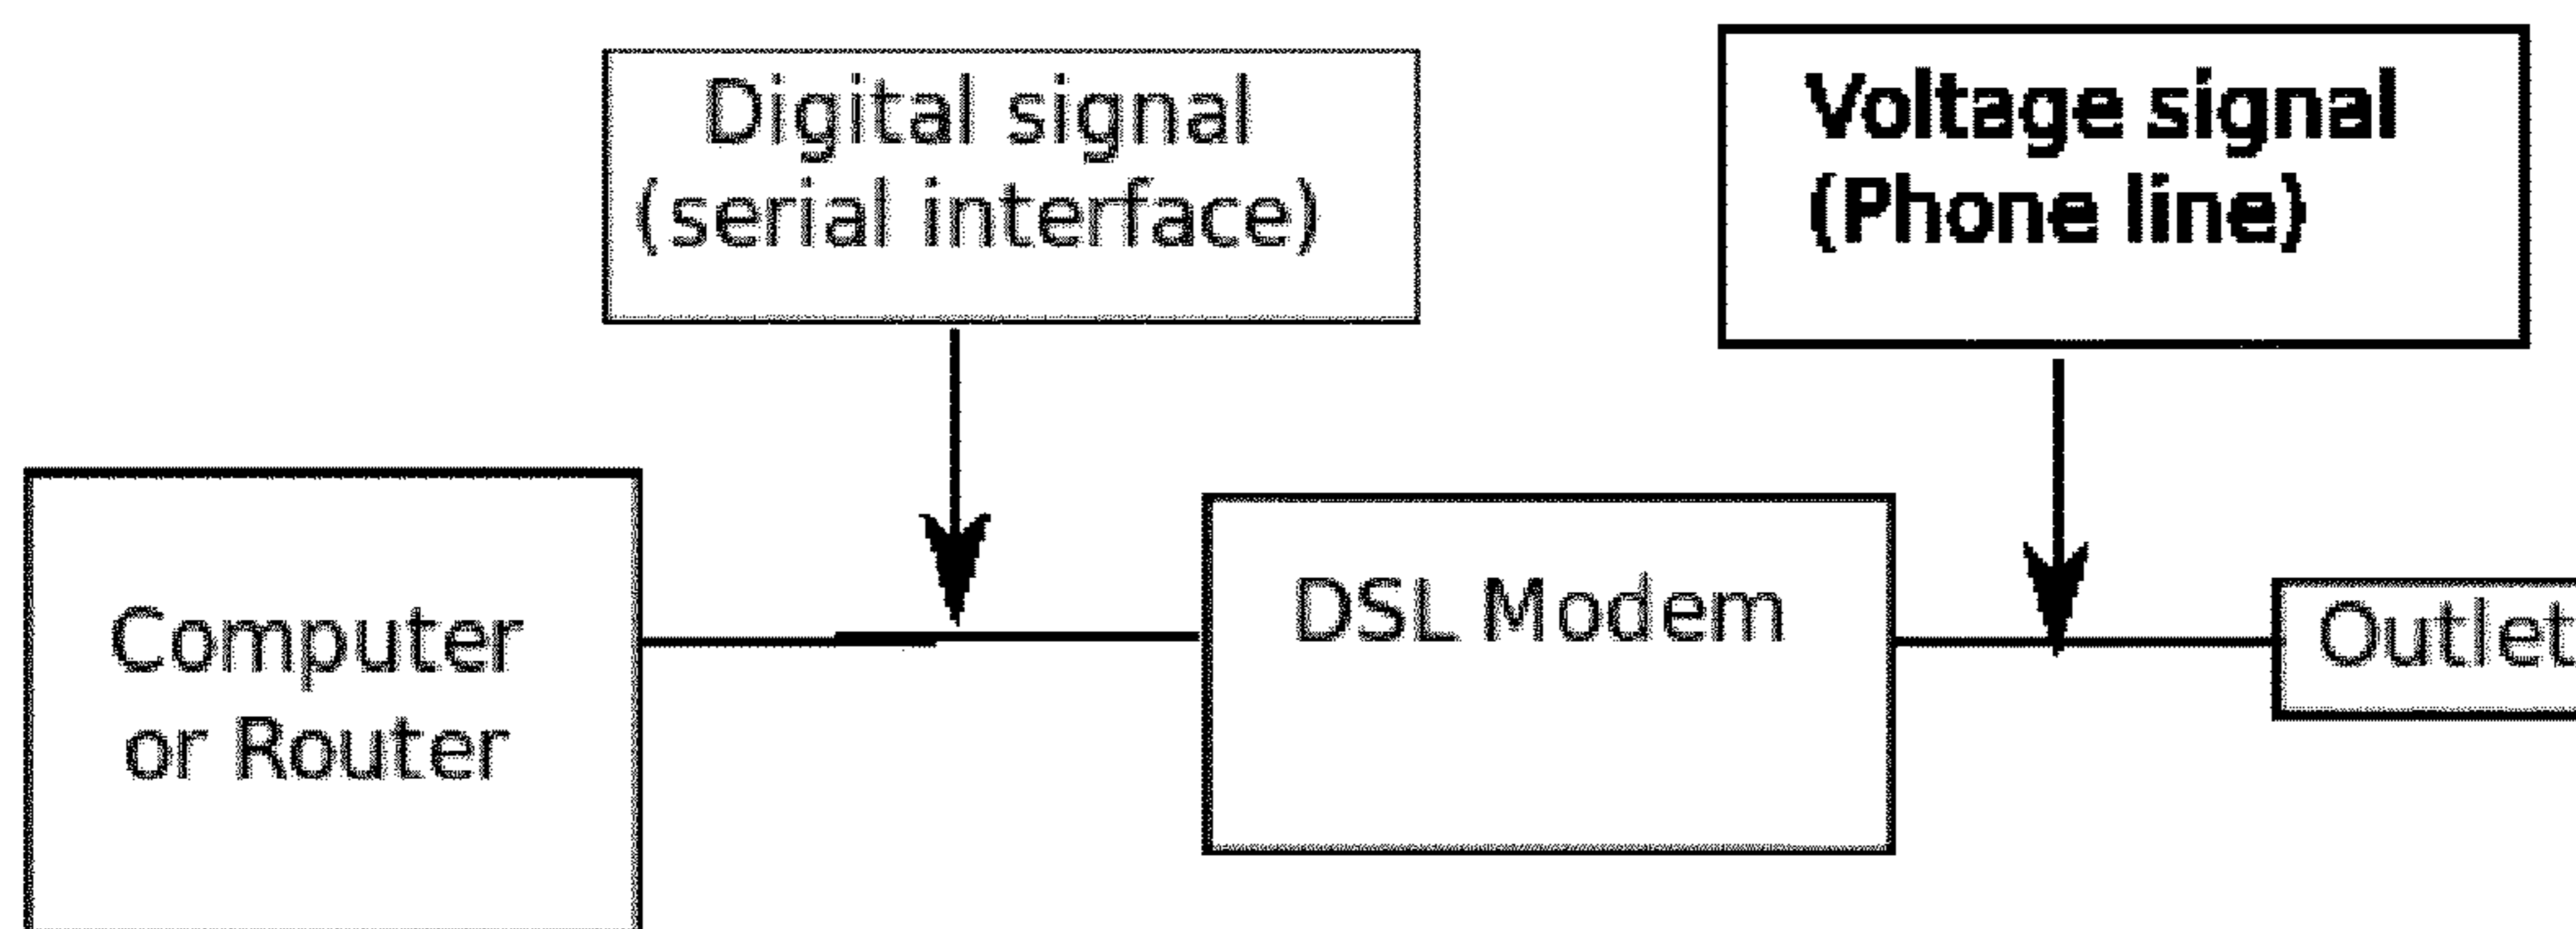 Digital signal
(serial interface)
Voltage signal
(Phone line)
Computer
or Router
DSL Modem
Outlet